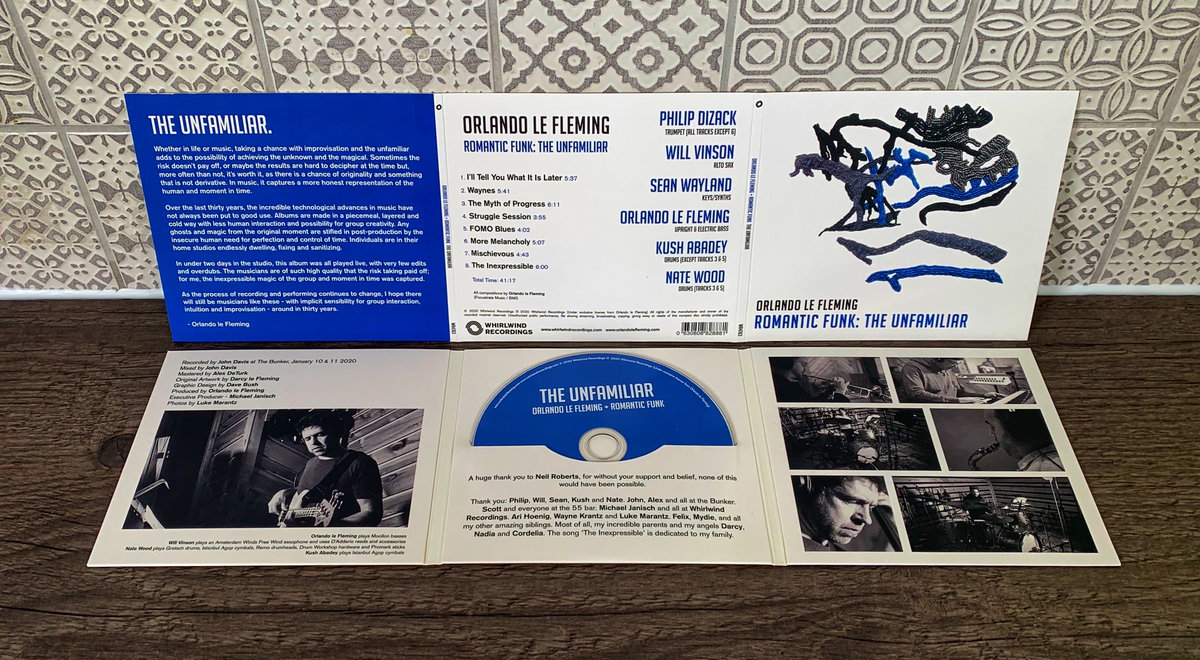 THE UNFAMILIAR.
Whether in life or music, taking a chance with improvisation and the unfamiliar
adds to the possibility of achieving the unknown and the magical. Sometimes the
risk doesn't pay off, or maybe the results are hard to decipher at the time but,
more often than not, it's worth it, as there is a chance of originality and something
that is not derivative. In music, it captures a more honest representation of the
human and moment in time.
Over the last thirty years, the incredible technological advances in music have
not always been put to good use. Albums are made in a piecemeal, layered and
cold way with less human interaction and possibility for group creativity. Any
ghosts and magic from the original moment are stifled in post-production by the
insecure human need for perfection and control of time. Individuals are in their
home studios endlessly dwelling, fixing and sanitizing.
In under two days in the studio, this album was all played live, with very few edits
and overdubs. The musicians are of such high quality that the risk taking paid off;
for me, the inexpressible magic of the group and moment in time was captured.
As the process of recording and performing continues to change, I hope there
will still be musicians like these - with implicit sensibility for group interaction,
intuition and improvisation - around in thirty years.
- Orlando le Fleming
ORLANDO LE FLEMING - ROMANTIC FUNK: THE UNFAMILIAR
ORLANDO LE FLEMING
ROMANTIC FUNK: THE UNFAMILIAR
1. I'll Tell You What It Is Later 5:37
2. Waynes 5:41
3. The Myth of Progress 6:11
4. Struggle Session 3:55
5. FOMO Blues 4:02
6. More Melancholy 5:07
7. Mischievous 4:43
8. The Inexpressible 6:00
Total Time: 41:17
All compositions by Orlando le Fleming
(Focustrola Music / BMI)
PHILIP DIZACK
TRUMPET (ALL TRACKS EXCEPT 6)
WILL VINSON
ALTO SAX
SEAN WAYLAND
KEYS/SYNTHS
ORLANDO LE FLEMING
UPRIGHT & ELECTRIC BASS
KUSH ABADEY
DRUMS (EXCEPT TRACKS 3 & 5)
NATE WOOD
DRUMS (TRACKS 3 & 5)
WHIRLWIND
RECORDINGS
www.whirlwindrecordings.com www.orlandolefleming.com
0 630808 628881
ORLANDO LE FLEMING - ROMANTIC FUNK: THE UNFAMILIAR
ORLANDO LE FLEMING
ROMANTIC FUNK: THE UNFAMILIAR
Recorded by John Davis at The Bunker, January 10 & 11 2020
Mixed by John Davis
Mastered by Alex DeTurk
Original Artwork by Darcy le Fleming
Graphic Design by Dave Bush
Produced by Orlando le Fleming
Executive Producer - Michael Janisch
Photos by Luke Marantz
Orlando le Fleming plays Moollon basses
Will Vinson plays an Amsterdam Winds Free Wind saxophone and uses D'Addario reeds and accessories
Nate Wood plays Gretsch drums, Istanbul Agop cymbals, Remo drumheads, Drum Workshop hardware and Promark sticks
Kush Abadey plays Istanbul Agop cymbals
THE UNFAMILIAR
ORLANDO LE FLEMING + ROMANTIC FUNK
A huge thank you to Neil Roberts, for without your support and belief, none of this
would have been possible.
Thank you: Philip, Will, Sean, Kush and Nate. John, Alex and all at the Bunker.
Scott and everyone at the 55 bar. Michael Janisch and all at Whirlwind
Recordings. Ari Hoenig, Wayne Krantz and Luke Marantz. Felix, Mydie, and all
my other amazing siblings. Most of all, my incredible parents and my angels Darcy,
Nadia and Cordelia. The song 'The Inexpressible' is dedicated to my family.